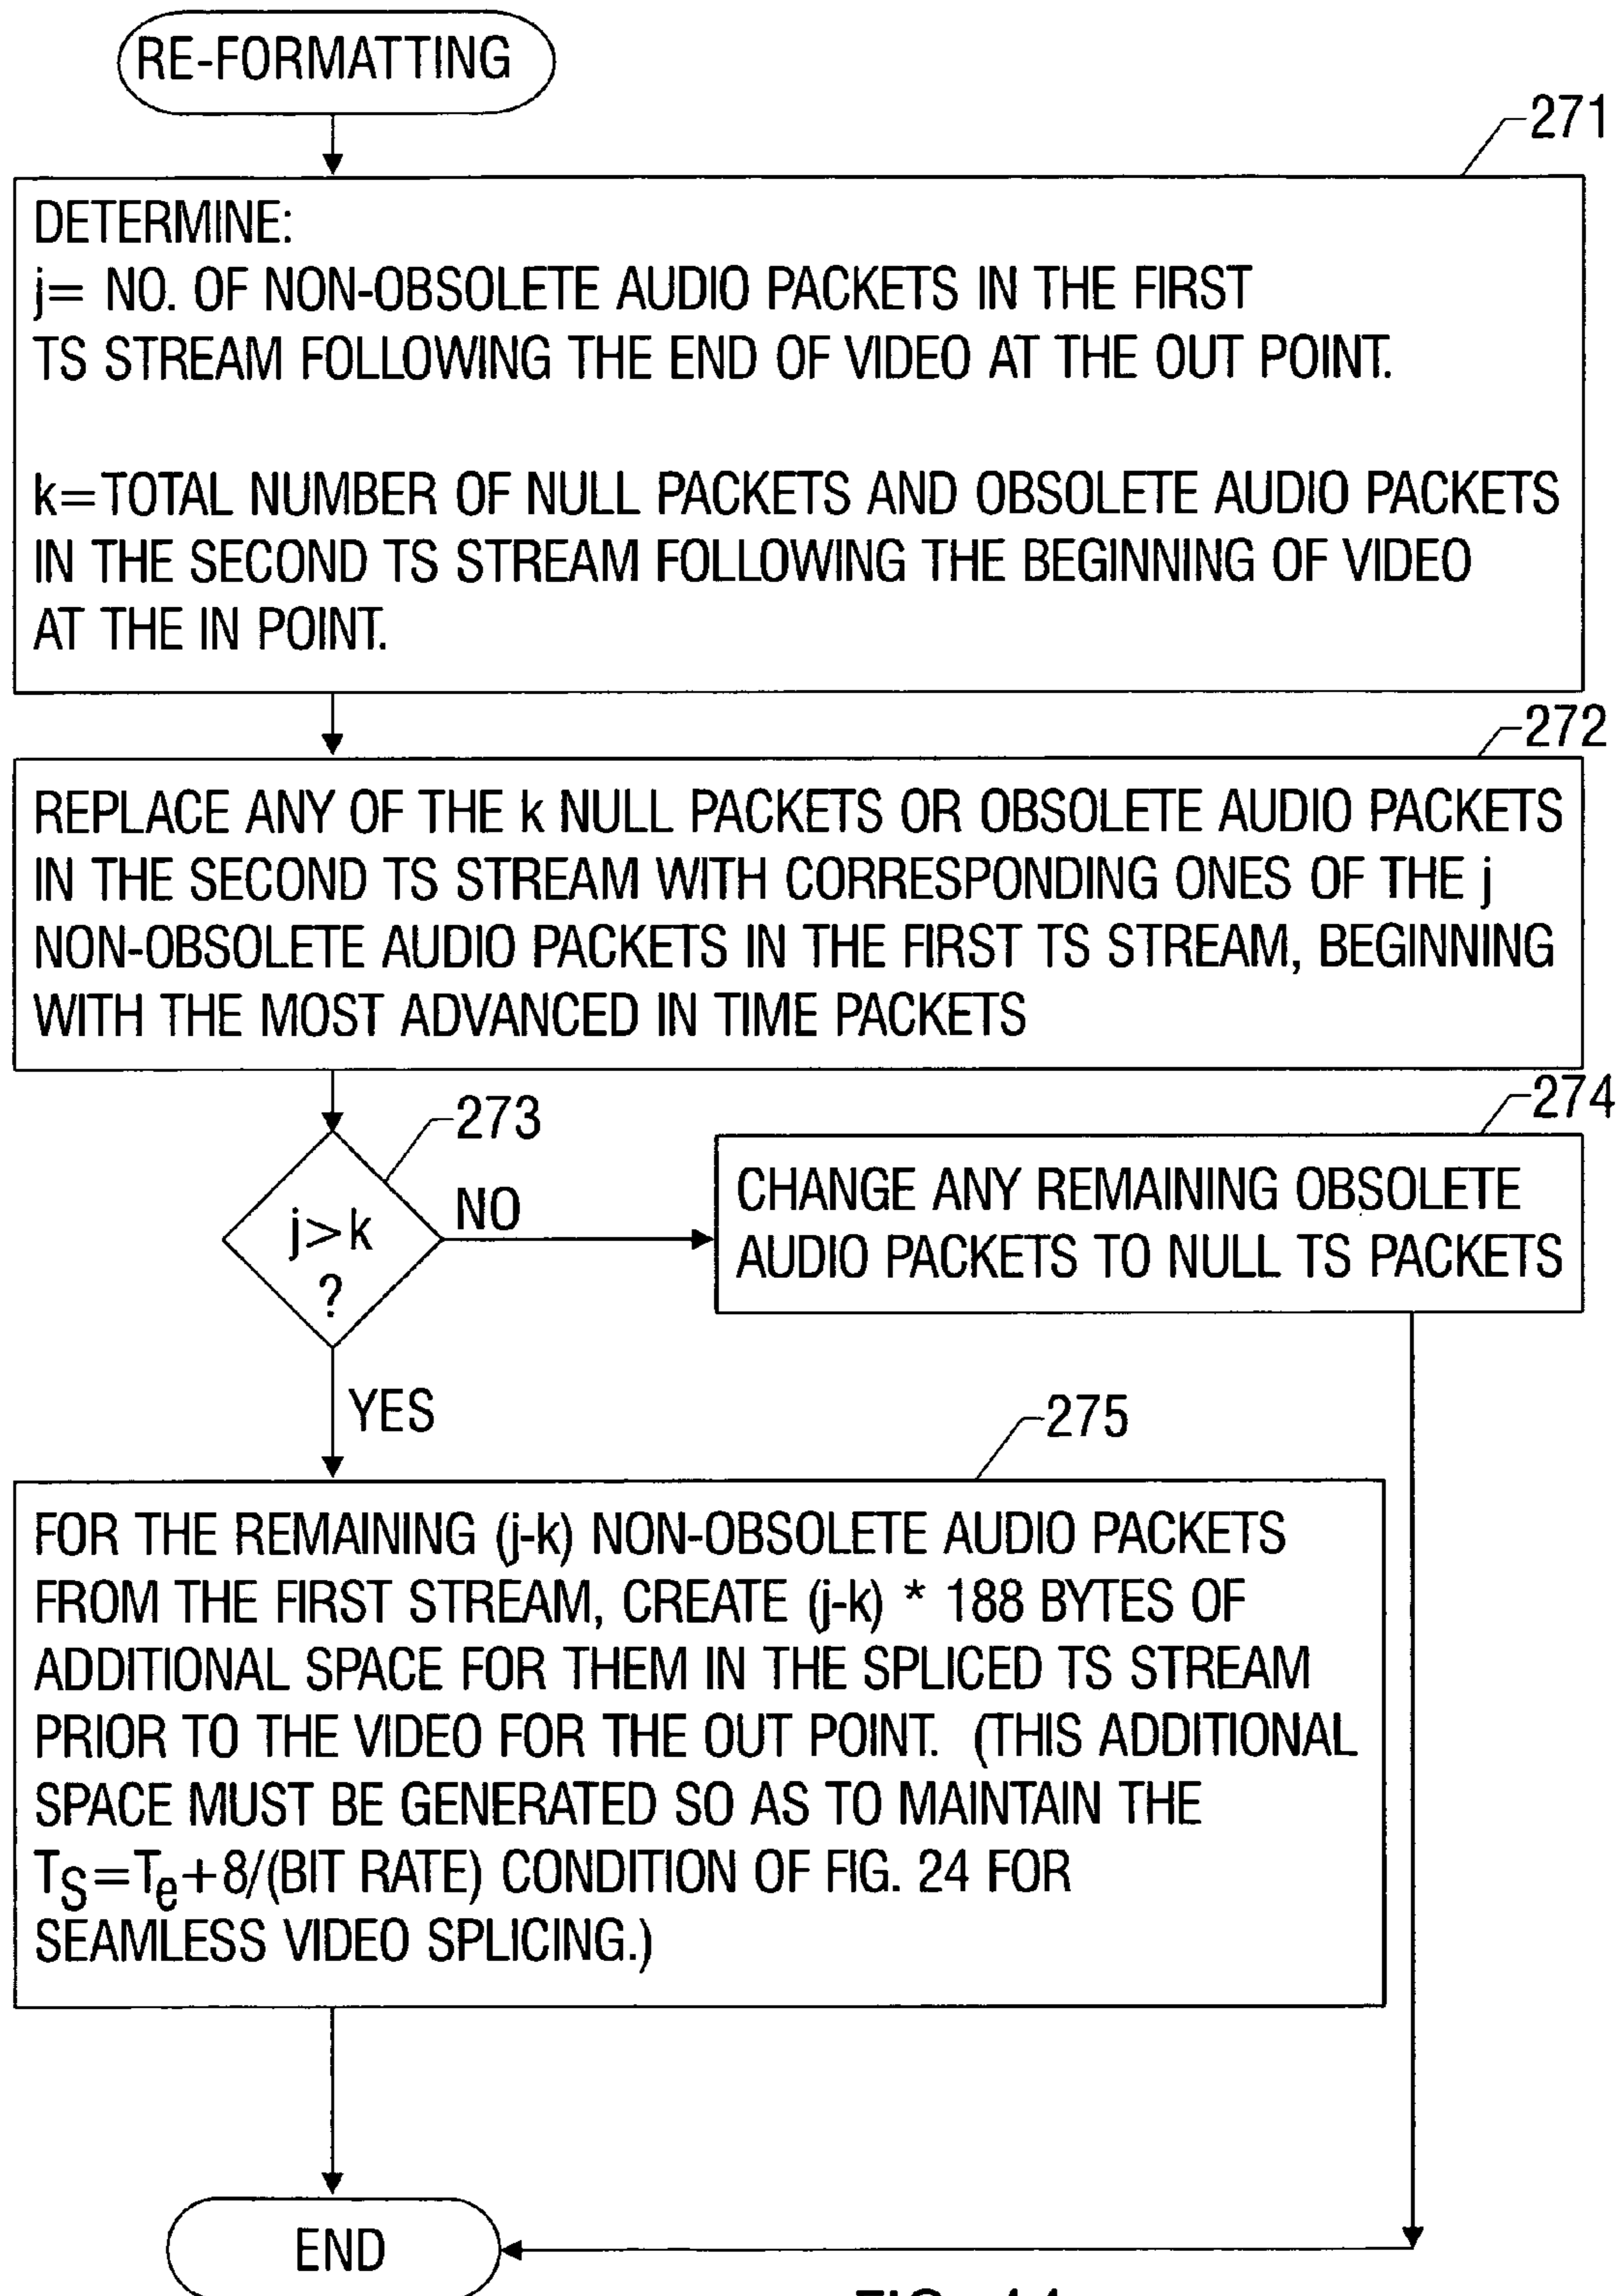 RE-FORMATTING
271
DETERMINE:
j= NO. OF NON-OBSOLETE AUDIO PACKETS IN THE FIRST
TS STREAM FOLLOWING THE END OF VIDEO AT THE OUT POINT.
k=TOTAL NUMBER OF NULL PACKETS AND OBSOLETE AUDIO PACKETS
IN THE SECOND TS STREAM FOLLOWING THE BEGINNING OF VIDEO
AT THE IN POINT.
272
REPLACE ANY OF THE k NULL PACKETS OR OBSOLETE AUDIO PACKETS
IN THE SECOND TS STREAM WITH CORRESPONDING ONES OF THE j
NON-OBSOLETE AUDIO PACKETS IN THE FIRST TS STREAM, BEGINNING
WITH THE MOST ADVANCED IN TIME PACKETS
273
j>k
?
NO
274
CHANGE ANY REMAINING OBSOLETE
AUDIO PACKETS TO NULL TS PACKETS
YES
275
FOR THE REMAINING (j-k) NON-OBSOLETE AUDIO PACKETS
FROM THE FIRST STREAM, CREATE (j-k) * 188 BYTES OF
ADDITIONAL SPACE FOR THEM IN THE SPLICED TS STREAM
PRIOR TO THE VIDEO FOR THE OUT POINT. (THIS ADDITIONAL
SPACE MUST BE GENERATED SO AS TO MAINTAIN THE
TS=Te+8/(BIT RATE) CONDITION OF FIG. 24 FOR
SEAMLESS VIDEO SPLICING.)
END